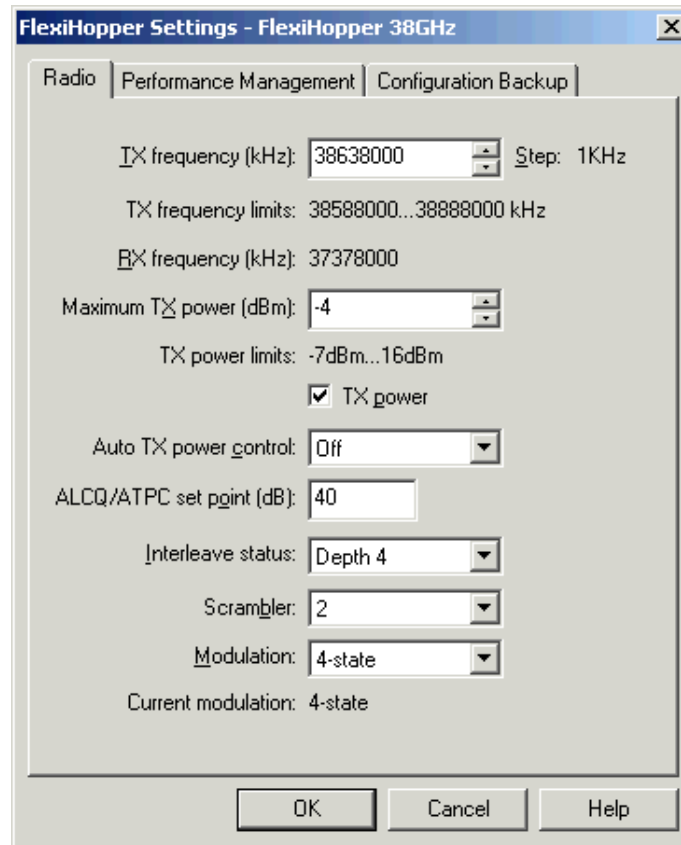 FlexiHopper Settings - FlexiHopper 38GHz
Radio Performance Management Configuration Backup
TX frequency (kHz): 38638000 Step: 1KHz
TX frequency limits: 38588000...38888000 kHz
RX frequency (kHz): 37378000
Maximum TX power (dBm): -4
TX power limits: -7dBm...16dBm
TX power
Auto TX power control: Off
ALCQ/ATPC set point (dB): 40
Interleave status: Depth 4
Scrambler: 2
Modulation: 4-state
Current modulation: 4-state
OK Cancel Help